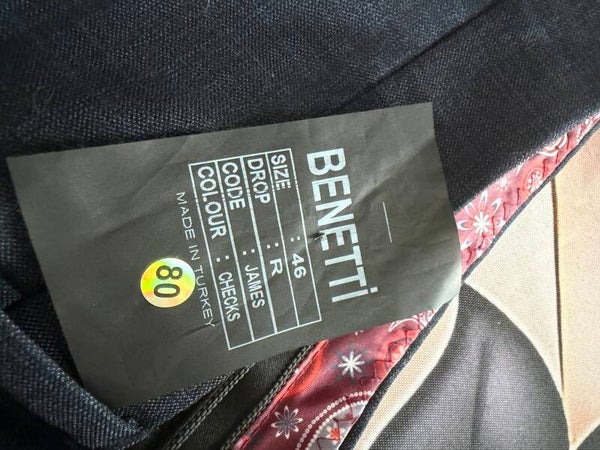 BENETTi
SIZE : 46
DROP : R
CODE : JAMES
COLOUR : CHECKS
MADE IN TURKEY
80